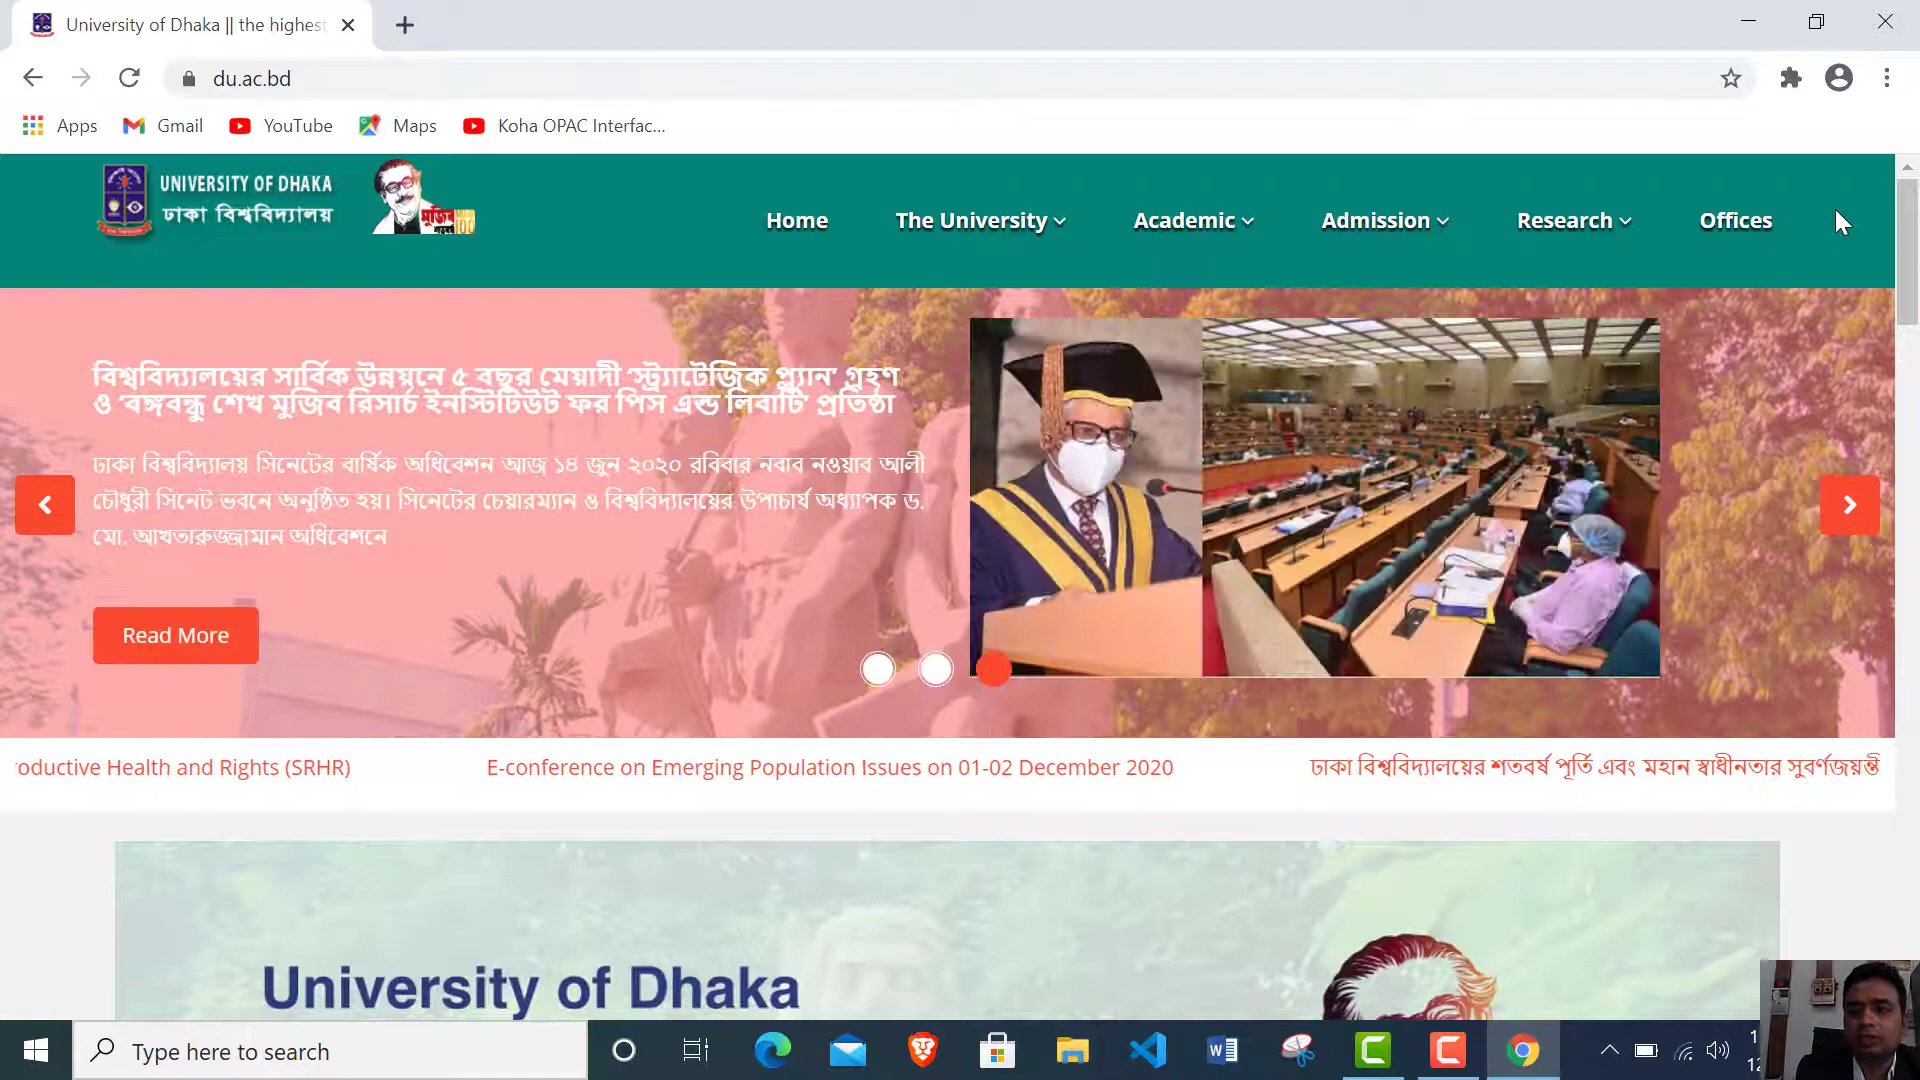 University of Dhaka || the highest
du.ac.bd
Apps
Gmail
YouTube
Maps
Koha OPAC Interfac...
UNIVERSITY OF DHAKA
ঢাকা বিশ্ববিদ্যালয়
মুজিব
100
Home
The University
Academic
Admission
Research
Offices
বিশ্ববিদ্যালয়ের সার্বিক উন্নয়নে ৫ বছর মেয়াদী ‘স্ট্র্যাটেজিক প্ল্যান’ গ্রহণ
ও ‘বঙ্গবন্ধু শেখ মুজিব রিসার্চ ইনস্টিটিউট ফর পিস এন্ড লিবার্টি’ প্রতিষ্ঠা
ঢাকা বিশ্ববিদ্যালয় সিনেটের বার্ষিক অধিবেশন আজ ১৪ জুন ২০২০ রবিবার নবাব নওয়াব আলী
চৌধুরী সিনেট ভবনে অনুষ্ঠিত হয়। সিনেটের চেয়ারম্যান ও বিশ্ববিদ্যালয়ের উপাচার্য অধ্যাপক ড.
মো. আখতারুজ্জামান অধিবেশনে
Read More
roductive Health and Rights (SRHR)
E-conference on Emerging Population Issues on 01-02 December 2020
ঢাকা বিশ্ববিদ্যালয়ের শতবর্ষ পূর্তি এবং মহান স্বাধীনতার সুবর্ণজয়ন্তী
University of Dhaka
Type here to search